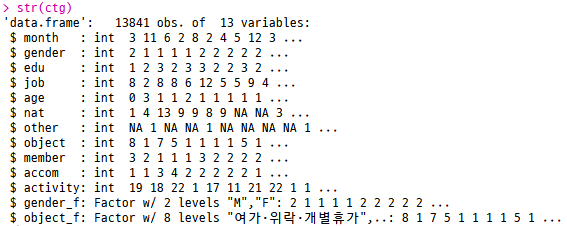 > str(ctg)
'data.frame':   13841 obs. of  13 variables:
 $ month   : int  3 11 6 2 8 2 4 5 12 3 ...
 $ gender  : int  2 1 1 1 1 2 2 2 2 2 ...
 $ edu     : int  1 2 3 2 3 3 2 2 3 2 ...
 $ job     : int  8 2 8 8 6 12 5 5 9 4 ...
 $ age     : int  0 3 1 1 2 1 1 1 1 1 ...
 $ nat     : int  1 4 13 9 9 8 9 NA NA 3 ...
 $ other   : int  NA 1 NA NA 1 NA NA NA NA 1 ...
 $ object  : int  8 1 7 5 1 1 1 1 5 1 ...
 $ member  : int  3 2 1 1 1 3 2 2 2 2 ...
 $ accom   : int  1 1 3 4 2 2 2 2 2 1 ...
 $ activity: int  19 18 22 1 17 11 21 22 1 1 ...
 $ gender_f: Factor w/ 2 levels "M","F": 2 1 1 1 1 2 2 2 2 2 ...
 $ object_f: Factor w/ 8 levels "여가·위락·개별휴가",..: 8 1 7 5 1 1 1 1 5 1 ...